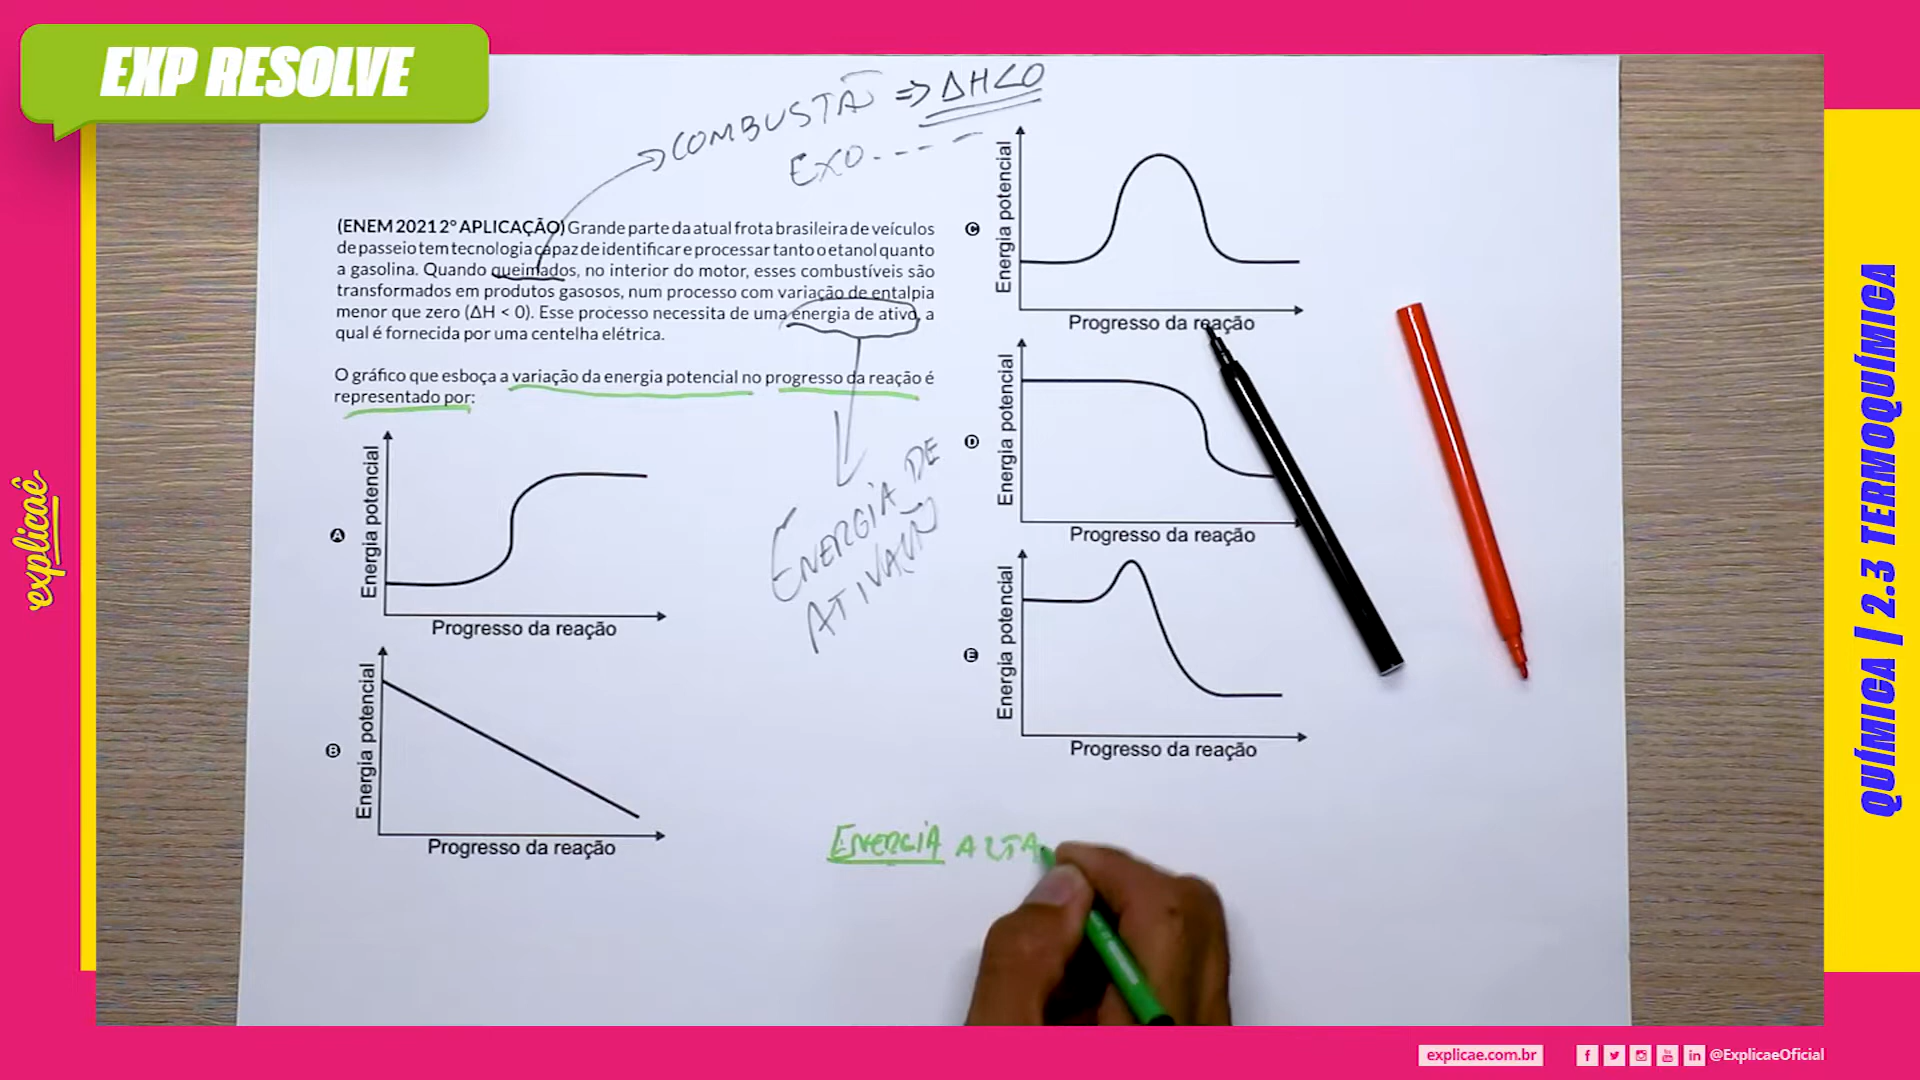 EXP RESOLVE
COMBUSTÃO => ΔH<0
EXO----
(ENEM 2021 2º APLICAÇÃO) Grande parte da atual frota brasileira de veículos
de passeio tem tecnologia capaz de identificar e processar tanto o etanol quanto
a gasolina. Quando queimados, no interior do motor, esses combustíveis são
transformados em produtos gasosos, num processo com variação de entalpia
menor que zero (ΔH < 0). Esse processo necessita de uma energia de ativo, a
qual é fornecida por uma centelha elétrica.
O gráfico que esboça a variação da energia potencial no progresso da reação é
representado por:
A
Energia potencial
Progresso da reação
B
Energia potencial
Progresso da reação
ENERGIA DE
C
Energia potencial
Progresso da reação
D
Energia potencial
Progresso da reação
E
Energia potencial
Progresso da reação
ENERGIA ALTA
explicaê
QUÍMICA | 2.3 TERMOQUÍMICA
explicae.com.br
@ExplicaeOficial